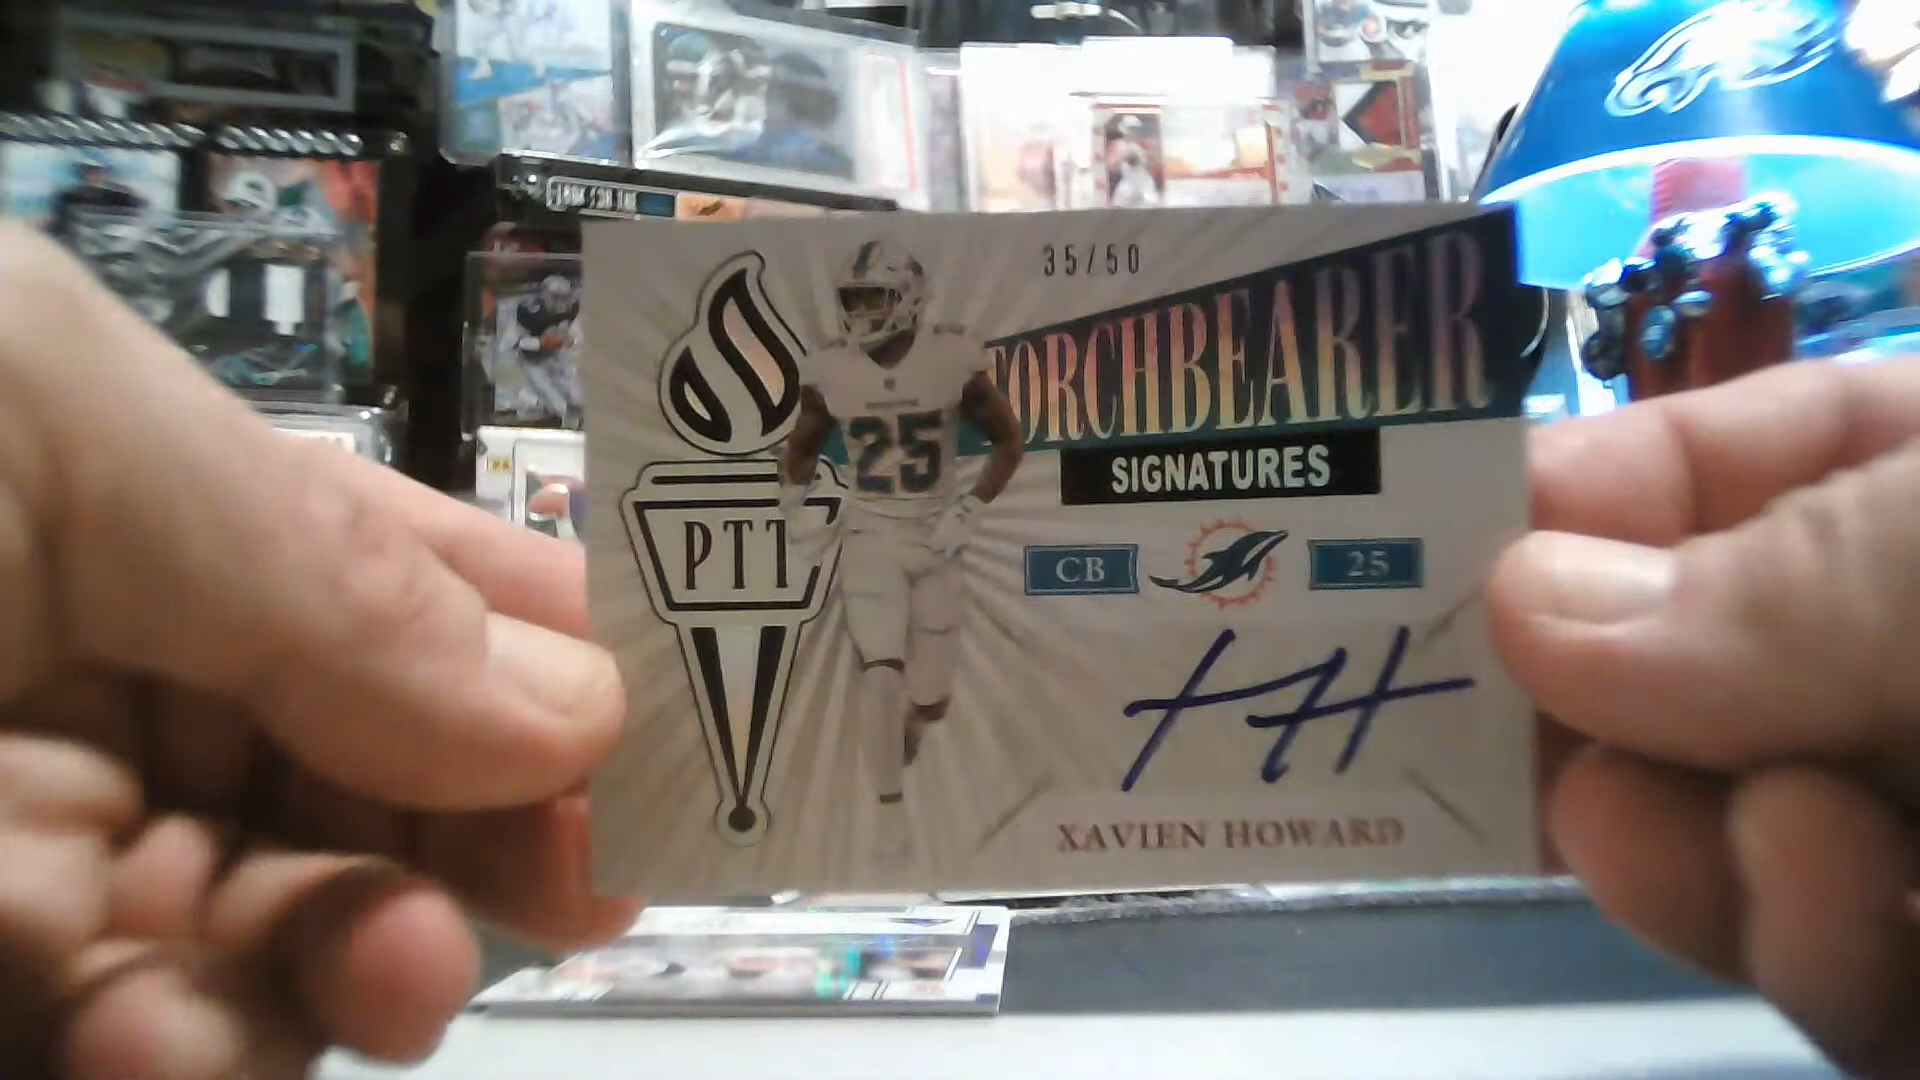 35/50
TORCHBEARER
SIGNATURES
PTT
25
CB
25
XAVIEN HOWARD